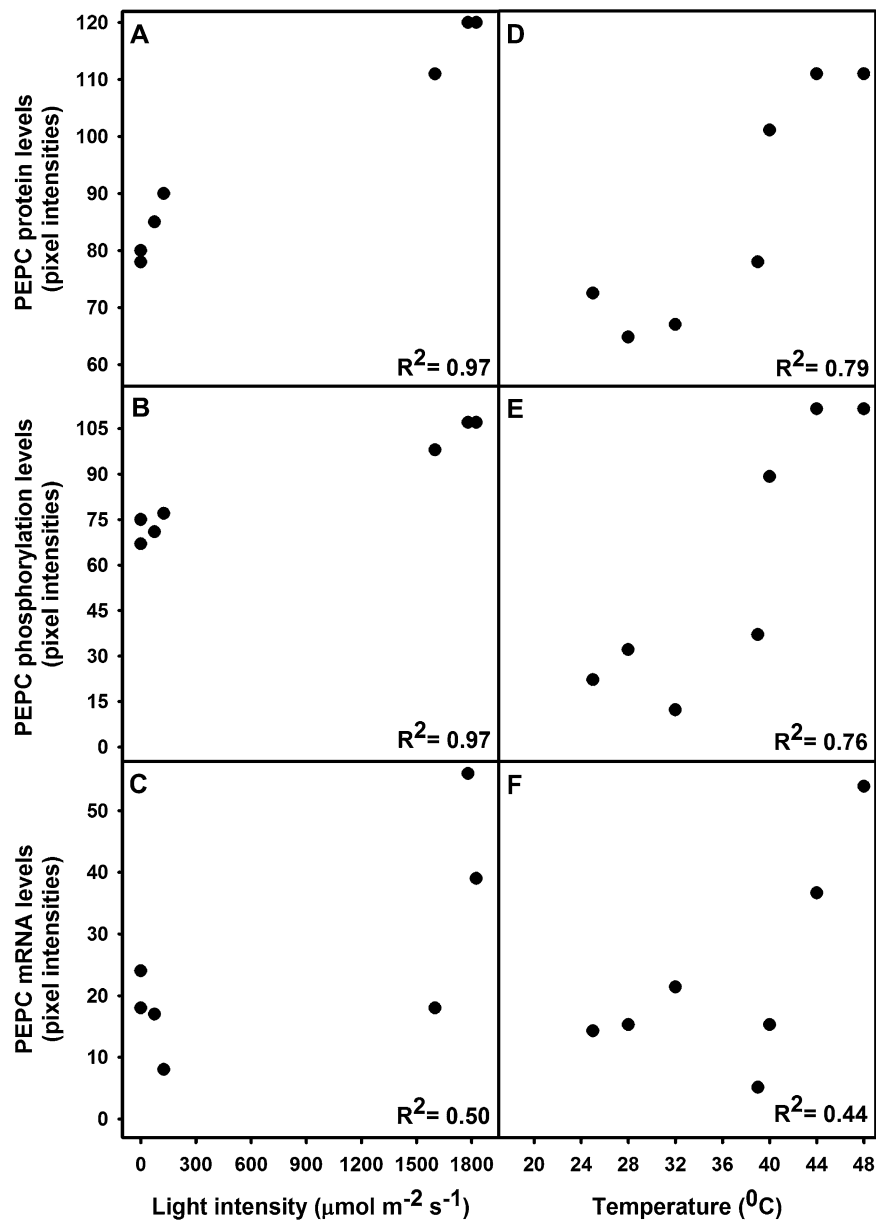 PEPC protein levels
(pixel intensities)
120
110
100
90
80
70
60
A
R²= 0.97
D
R²= 0.79
PEPC phosphorylation levels
(pixel intensities)
105
90
75
60
45
30
15
0
B
R²= 0.97
E
R²= 0.76
PEPC mRNA levels
(pixel intensities)
50
40
30
20
10
0
C
R²= 0.50
F
R²= 0.44
0 300 600 900 1200 1500 1800
20 24 28 32 36 40 44 48
Light intensity (μmol m⁻² s⁻¹)
Temperature (⁰C)